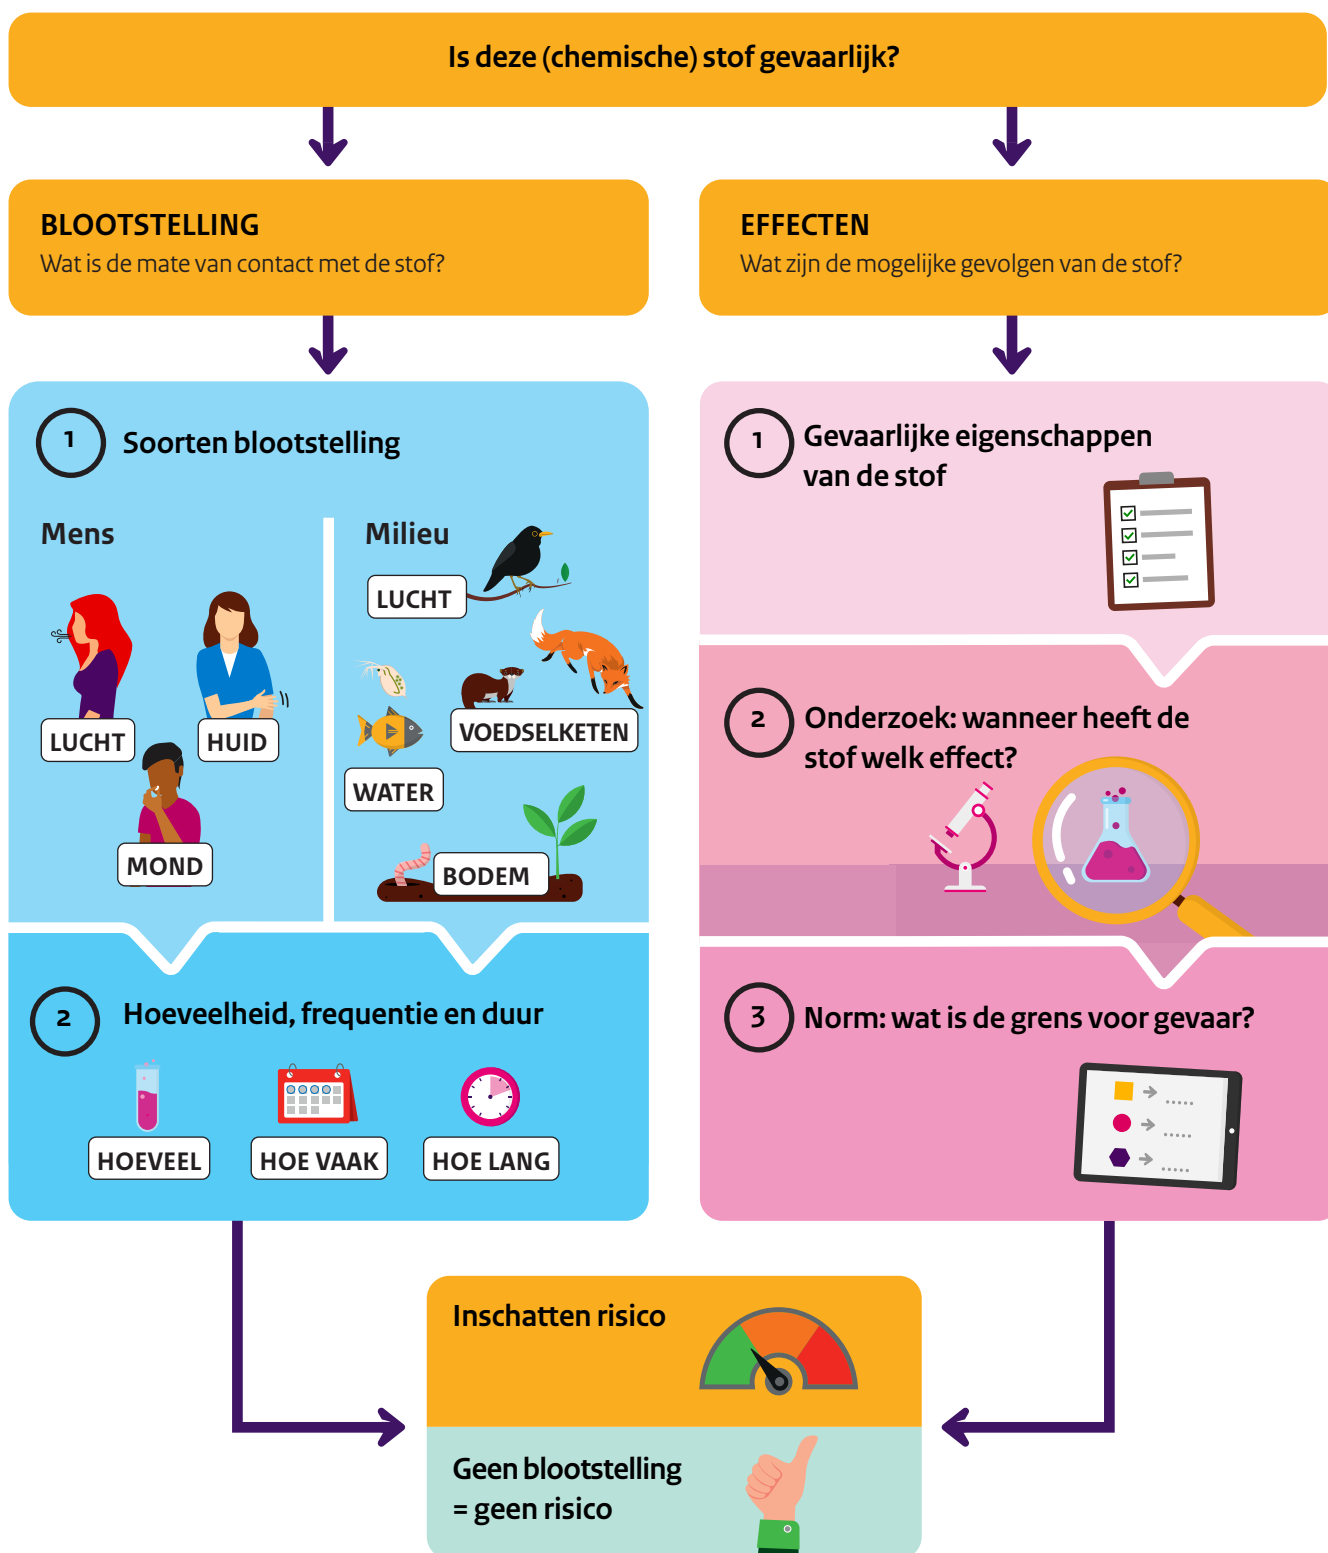 Is deze (chemische) stof gevaarlijk?
BLOOTSTELLING
Wat is de mate van contact met de stof?
EFFECTEN
Wat zijn de mogelijke gevolgen van de stof?
1
Soorten blootstelling
Mens
LUCHT
HUID
MOND
Milieu
LUCHT
VOEDSELKETEN
WATER
BODEM
2
Hoeveelheid, frequentie en duur
HOEVEEL
HOE VAAK
HOE LANG
1
Gevaarlijke eigenschappen
van de stof
2
Onderzoek: wanneer heeft de
stof welk effect?
3
Norm: wat is de grens voor gevaar?
Inschatten risico
Geen blootstelling
= geen risico